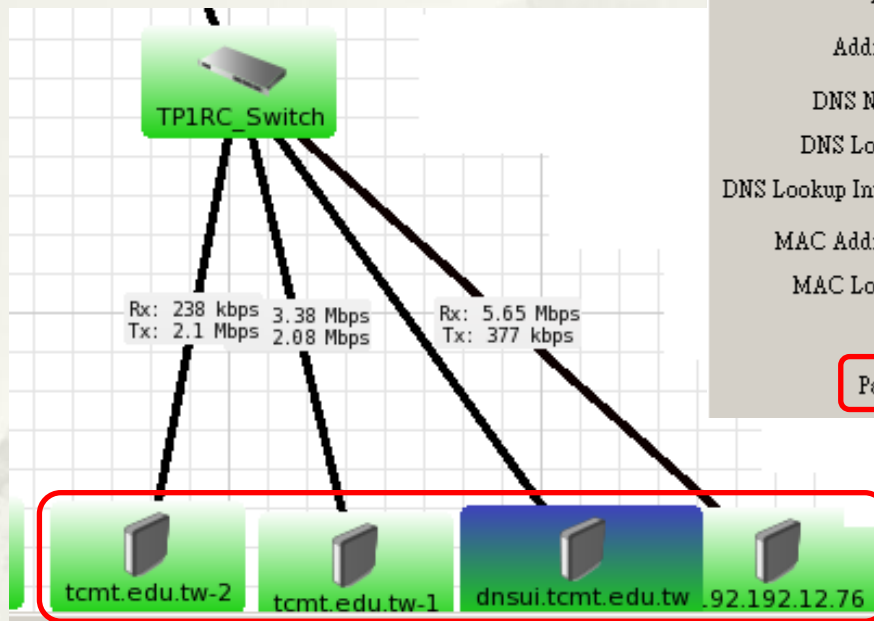 TP1RC_Switch
Rx: 238 kbps
Tx: 2.1 Mbps
3.38 Mbps
2.08 Mbps
Rx: 5.65 Mbps
Tx: 377 kbps
tcmt.edu.tw-2
tcmt.edu.tw-1
dnsui.tcmt.edu.tw
.92.192.12.76
Addr
DNS N
DNS Lo
DNS Lookup In
MAC Addr
MAC Lo
Pa